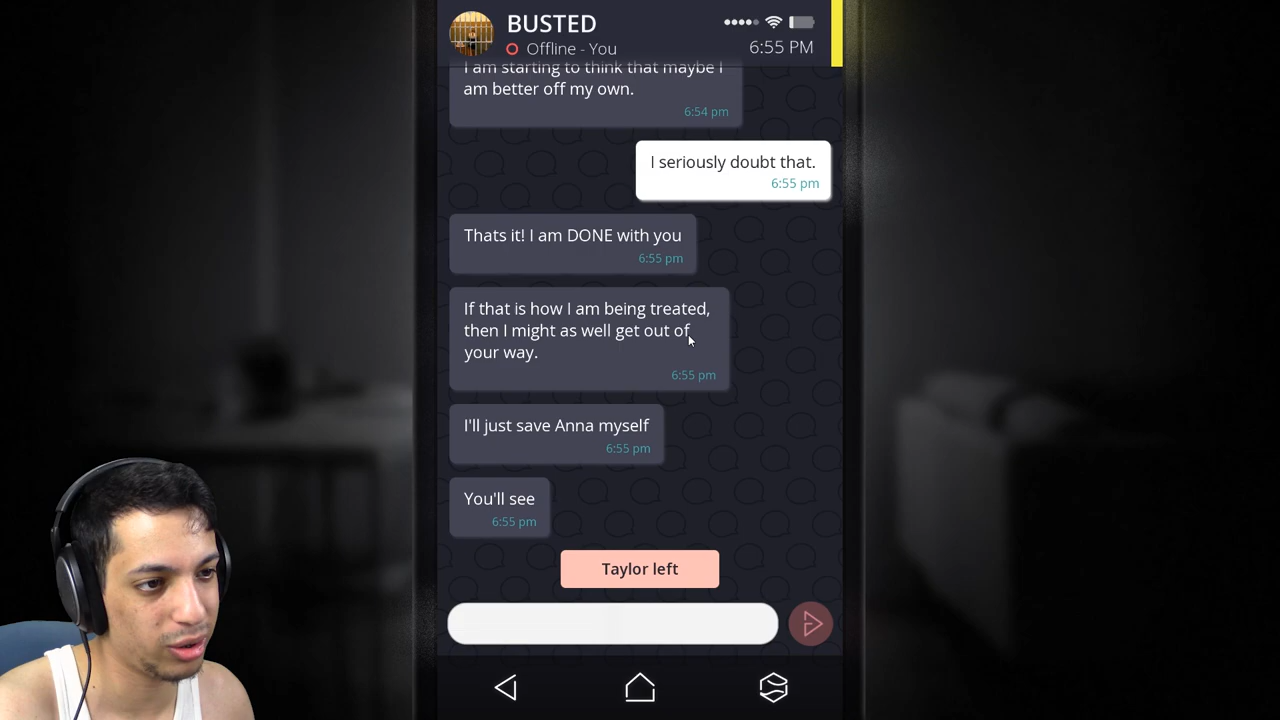 BUSTED
Offline - You
6:55 PM
I am starting to think that maybe I
am better off my own.
6:54 pm
I seriously doubt that.
6:55 pm
Thats it! I am DONE with you
6:55 pm
If that is how I am being treated,
then I might as well get out of
your way.
6:55 pm
I'll just save Anna myself
6:55 pm
You'll see
6:55 pm
Taylor left